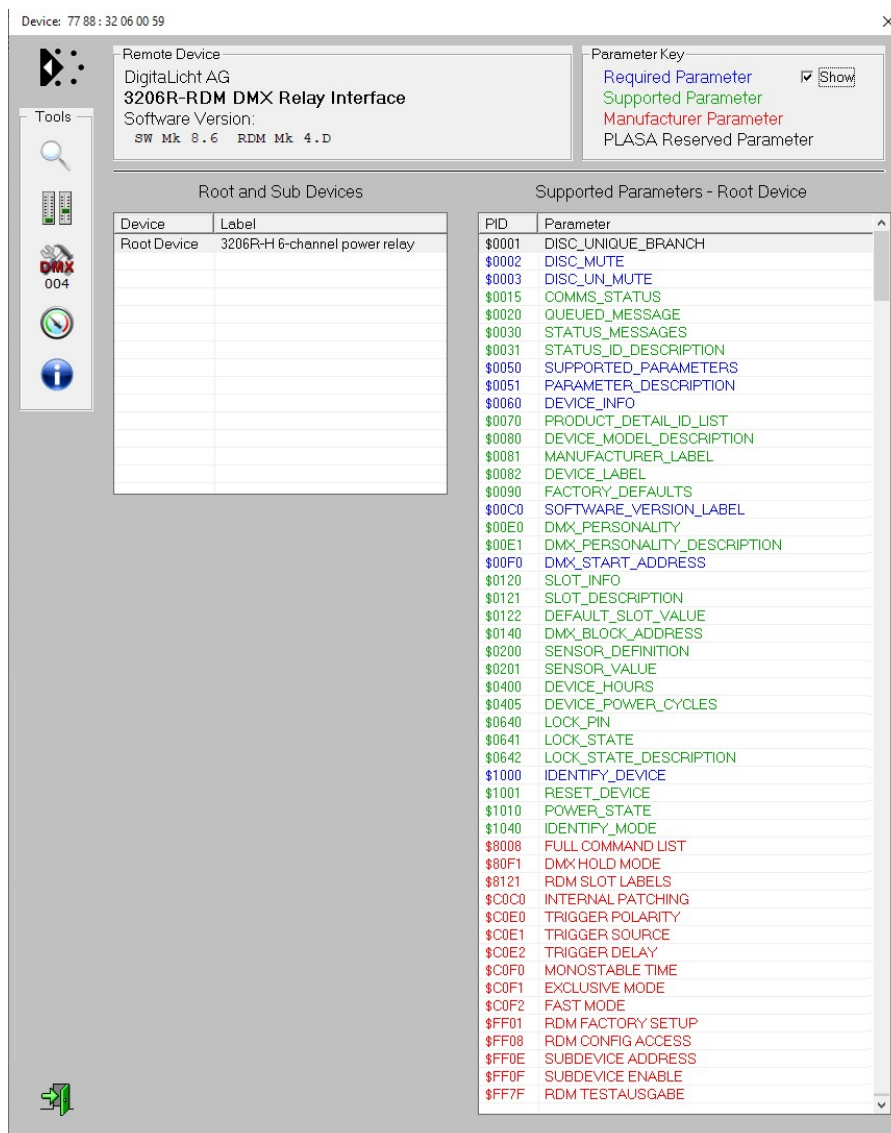 Device: 77 88 : 32 06 00 59
Remote Device
DigitaLicht AG
3206R-RDM DMX Relay Interface
Software Version:
SW Mk 8.6 RDM Mk 4.D
Parameter Key
Required Parameter
Show
Supported Parameter
Manufacturer Parameter
PLASA Reserved Parameter
Tools
DMX
004
Root and Sub Devices
Device Label
Root Device 3206R-H 6-channel power relay
Supported Parameters - Root Device
PID Parameter
$0001 DISC_UNIQUE_BRANCH
$0002 DISC_MUTE
$0003 DISC_UN_MUTE
$0015 COMMS_STATUS
$0020 QUEUED_MESSAGE
$0030 STATUS_MESSAGES
$0031 STATUS_ID_DESCRIPTION
$0050 SUPPORTED_PARAMETERS
$0051 PARAMETER_DESCRIPTION
$0060 DEVICE_INFO
$0070 PRODUCT_DETAIL_ID_LIST
$0080 DEVICE_MODEL_DESCRIPTION
$0081 MANUFACTURER_LABEL
$0082 DEVICE_LABEL
$0090 FACTORY_DEFAULTS
$00C0 SOFTWARE_VERSION_LABEL
$00E0 DMX_PERSONALITY
$00E1 DMX_PERSONALITY_DESCRIPTION
$00F0 DMX_START_ADDRESS
$0120 SLOT_INFO
$0121 SLOT_DESCRIPTION
$0122 DEFAULT_SLOT_VALUE
$0140 DMX_BLOCK_ADDRESS
$0200 SENSOR_DEFINITION
$0201 SENSOR_VALUE
$0400 DEVICE_HOURS
$0405 DEVICE_POWER_CYCLES
$0640 LOCK_PIN
$0641 LOCK_STATE
$0642 LOCK_STATE_DESCRIPTION
$1000 IDENTIFY_DEVICE
$1001 RESET_DEVICE
$1010 POWER_STATE
$1040 IDENTIFY_MODE
$8008 FULL COMMAND LIST
$80F1 DMX HOLD MODE
$8121 RDM SLOT LABELS
$C0C0 INTERNAL PATCHING
$C0E0 TRIGGER POLARITY
$C0E1 TRIGGER SOURCE
$C0E2 TRIGGER DELAY
$C0F0 MONOSTABLE TIME
$C0F1 EXCLUSIVE MODE
$C0F2 FAST MODE
$FF01 RDM FACTORY SETUP
$FF08 RDM CONFIG ACCESS
$FF0E SUBDEVICE ADDRESS
$FF0F SUBDEVICE ENABLE
$FF7F RDM TESTAUSGABE